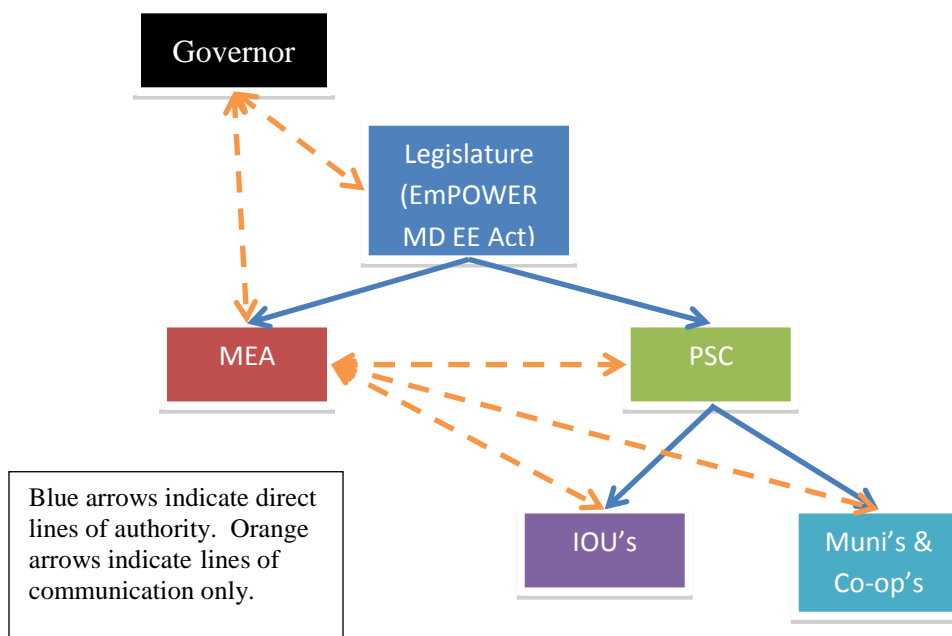 Governor
Legislature
(EmPOWER
MD EE Act)
MEA
PSC
IOU's
Muni's &
Co-op's
Blue arrows indicate direct
lines of authority.  Orange
arrows indicate lines of
communication only.